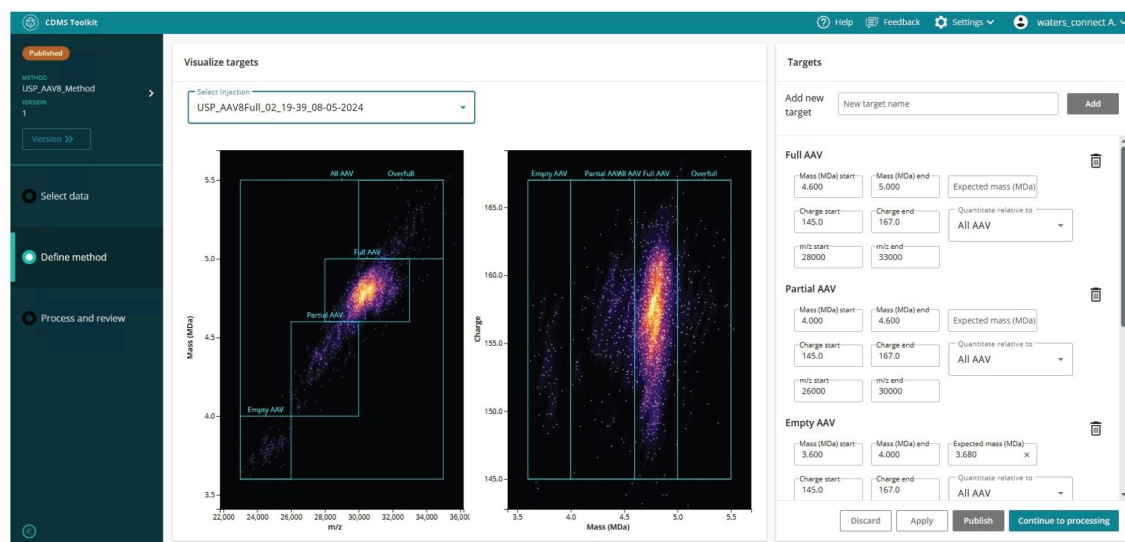 CDMS Toolkit
Help
Feedback
Settings
waters_connect A.
Published
METHOD
USP_AAV8_Method
VERSION
1
Version
Select data
Define method
Process and review
Visualize targets
Select Injection
USP_AAV8Full_02_19-39_08-05-2024
All AAV
Overfull
Full AAV
Partial AAV
Empty AAV
5.5
5.0
4.5
4.0
3.5
Mass (MDa)
22,000 24,000 26,000 28,000 30,000 32,000 34,000 36,000
m/z
Empty AAV
Partial AAV
All AAV
Full AAV
Overfull
165.0
160.0
155.0
150.0
145.0
Charge
3.5 4.0 4.5 5.0 5.5
Mass (MDa)
Targets
Add new
target
New target name
Add
Full AAV
Mass (MDa) start
4.600
Mass (MDa) end
5.000
Expected mass (MDa)
Charge start
145.0
Charge end
167.0
Quantitate relative to
All AAV
m/z start
28000
m/z end
33000
Partial AAV
Mass (MDa) start
4.000
Mass (MDa) end
4.600
Expected mass (MDa)
Charge start
145.0
Charge end
167.0
Quantitate relative to
All AAV
m/z start
26000
m/z end
30000
Empty AAV
Mass (MDa) start
3.600
Mass (MDa) end
4.000
Expected mass (MDa)
3.680
Charge start
145.0
Charge end
167.0
Quantitate relative to
All AAV
Discard
Apply
Publish
Continue to processing